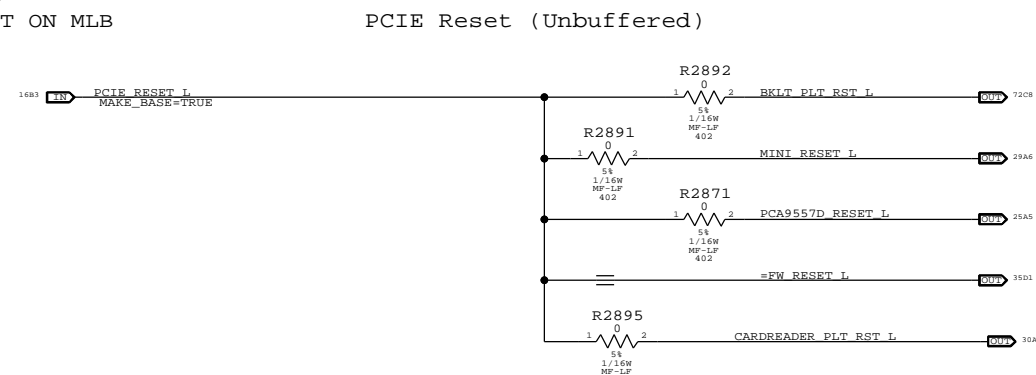 T ON MLB
PCIE Reset (Unbuffered)
R2892
16B3 IN PCIE_RESET_L 1 0 2 BKLT_PLT_RST_L OUT 72C8
MAKE_BASE=TRUE
5%
1/16W
MF-LF
402
R2891
1 0 2 MINI_RESET_L OUT 29A6
5%
1/16W
MF-LF
402
R2871
1 0 2 PCA9557D_RESET_L OUT 25A5
5%
1/16W
MF-LF
402
=FW_RESET_L OUT 35D1
R2895
1 0 2 CARDREADER_PLT_RST_L OUT 30A
5%
1/16W
MF-LF